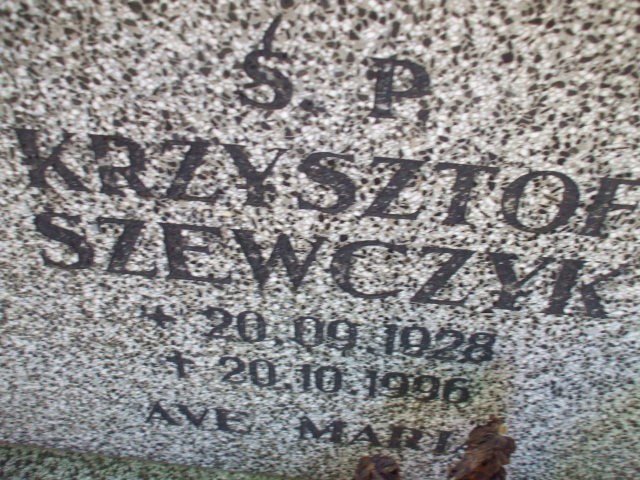 Ś. P.
KRZYSZTOF
SZEWCZYK
* 20.09.1928
+ 20.10.1996
AVE MARIA